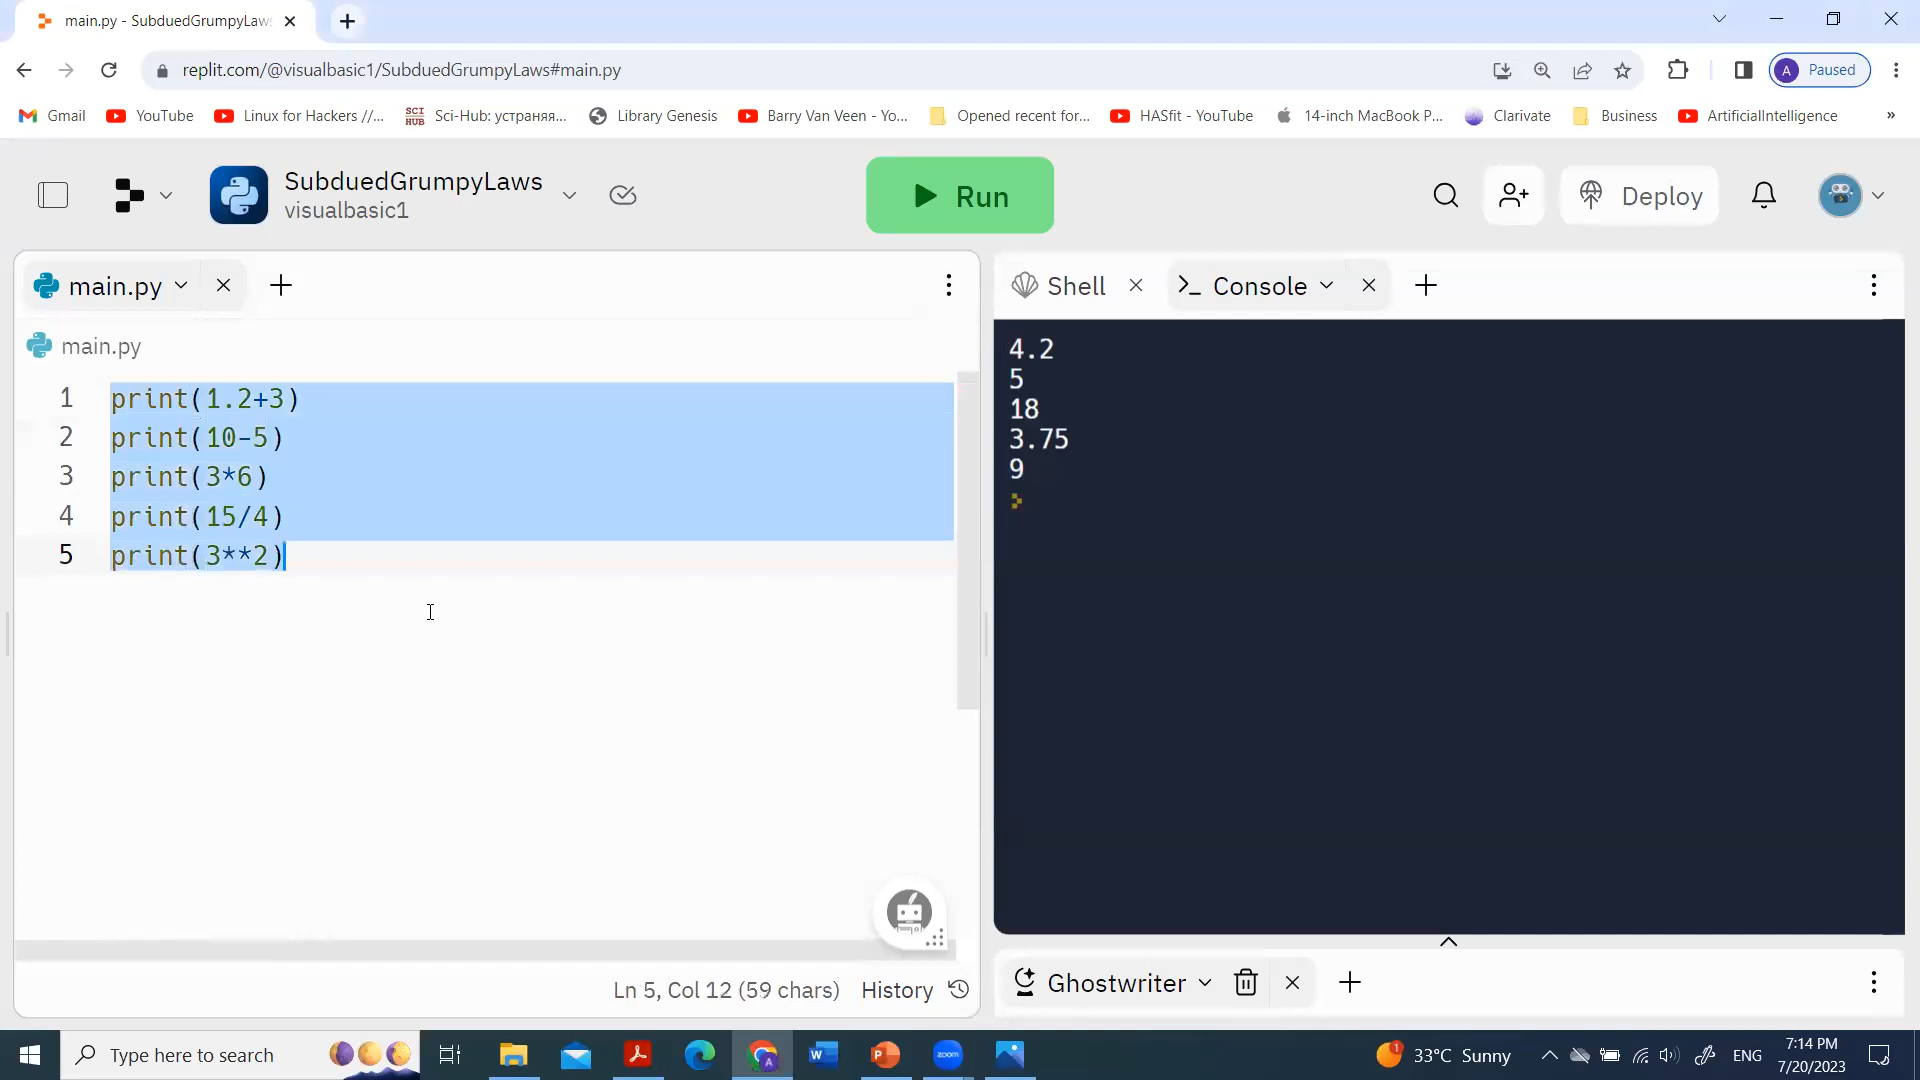 main.py - SubduedGrumpyLaws
replit.com/@visualbasic1/SubduedGrumpyLaws#main.py
A Paused
Gmail YouTube Linux for Hackers //... SCI HUB Sci-Hub: устраняя... Library Genesis Barry Van Veen - Yo... Opened recent for... HASfit - YouTube 14-inch MacBook P... Clarivate Business ArtificialIntelligence »
SubduedGrumpyLaws
visualbasic1
Run
Deploy
main.py
Shell
>_ Console
main.py
1 print(1.2+3)
2 print(10-5)
3 print(3*6)
4 print(15/4)
5 print(3**2)
4.2
5
18
3.75
9
>
Ln 5, Col 12 (59 chars) History
Ghostwriter
Type here to search
zoom
1
33°C Sunny
ENG
7:14 PM
7/20/2023